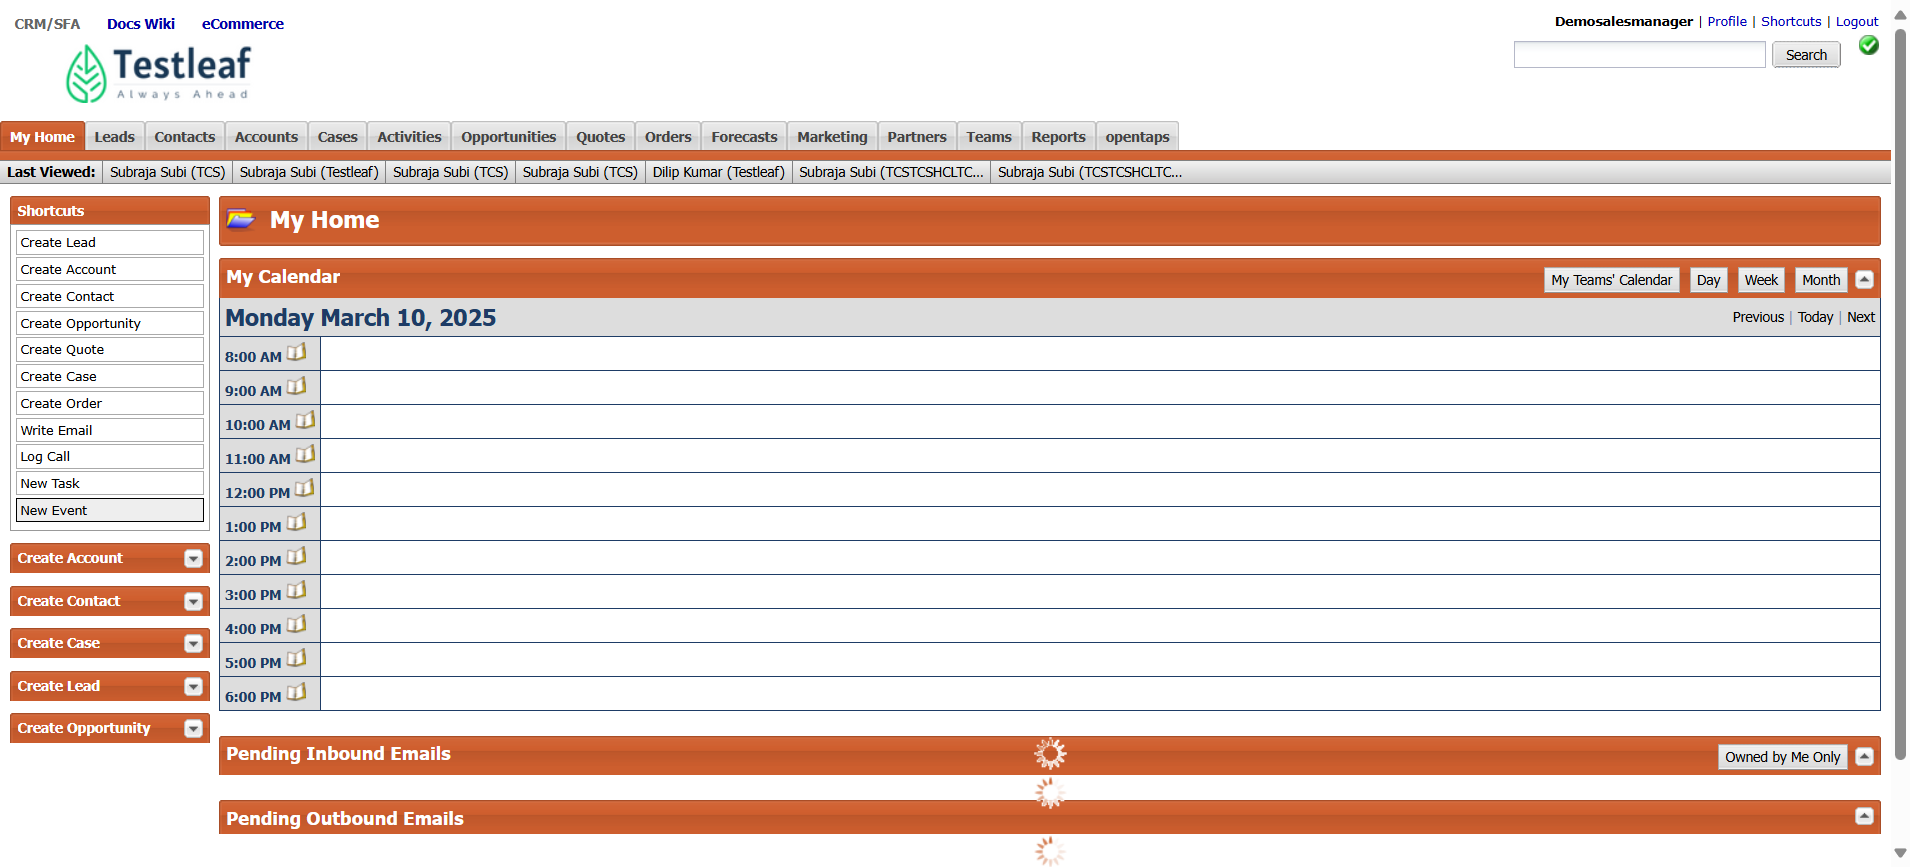 CRM/SFA Docs Wiki eCommerce
Demosalesmanager | Profile | Shortcuts | Logout
Testleaf
Always Ahead
Search
My Home Leads Contacts Accounts Cases Activities Opportunities Quotes Orders Forecasts Marketing Partners Teams Reports opentaps
Last Viewed: Subraja Subi (TCS) Subraja Subi (Testleaf) Subraja Subi (TCS) Subraja Subi (TCS) Dilip Kumar (Testleaf) Subraja Subi (TCSTCSHCLTC... Subraja Subi (TCSTCSHCLTC...
Shortcuts
Create Lead
Create Account
Create Contact
Create Opportunity
Create Quote
Create Case
Create Order
Write Email
Log Call
New Task
New Event
Create Account
Create Contact
Create Case
Create Lead
Create Opportunity
My Home
My Calendar
My Teams' Calendar Day Week Month
Monday March 10, 2025
Previous | Today | Next
8:00 AM
9:00 AM
10:00 AM
11:00 AM
12:00 PM
1:00 PM
2:00 PM
3:00 PM
4:00 PM
5:00 PM
6:00 PM
Pending Inbound Emails
Owned by Me Only
Pending Outbound Emails